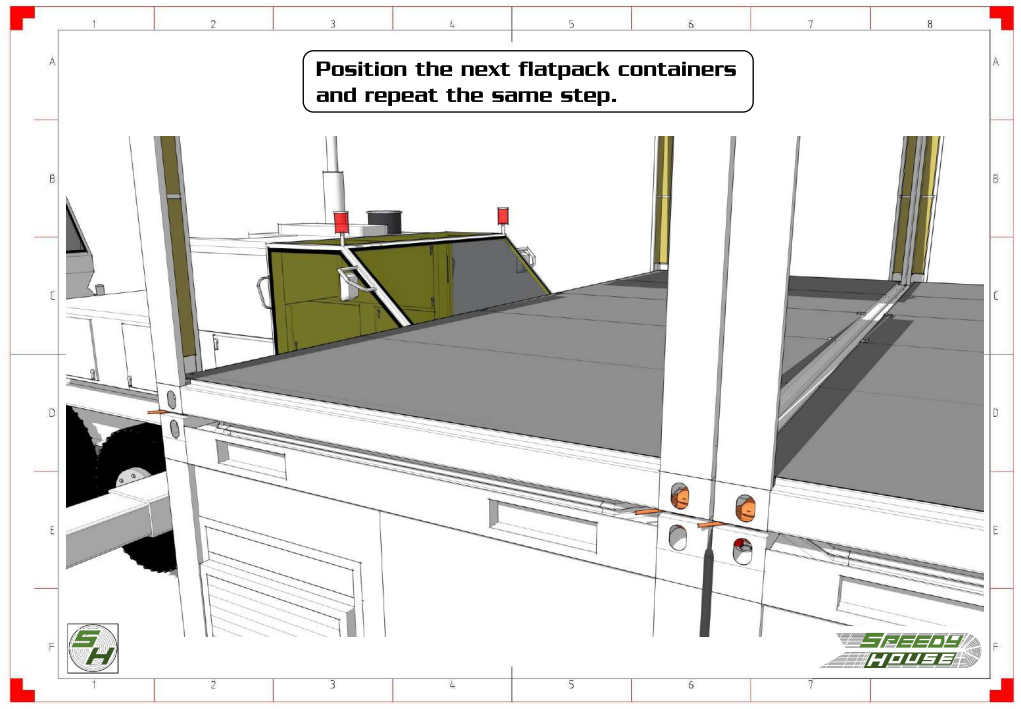 1 2 3 4 5 6 7 8
A A
Position the next flatpack containers
and repeat the same step.
B B
C C
D D
E E
F F
SH
SPEEDY
HOUSE
1 2 3 4 5 6 7